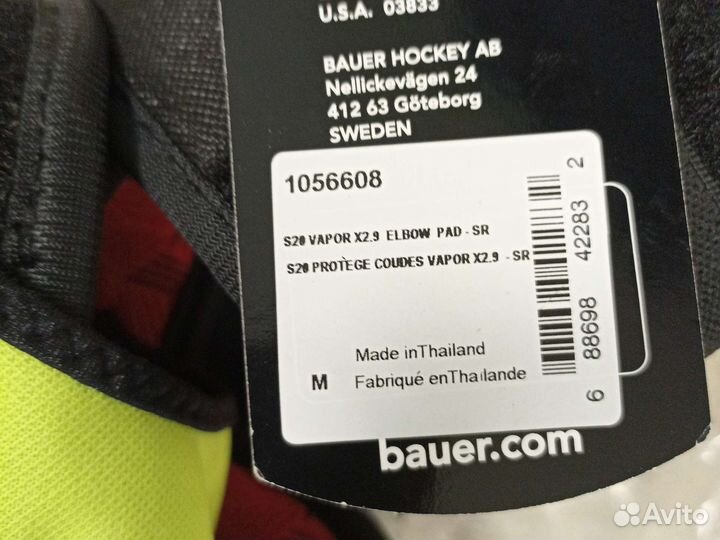 U.S.A. 03833
BAUER HOCKEY AB
Nellickevägen 24
412 63 Göteborg
SWEDEN
1056608
S20 VAPOR X2.9 ELBOW PAD - SR
S20 PROTÈGE COUDES VAPOR X2.9 - SR
Made inThailand
M Fabriqué enThaïlande
6 88698 42283 2
bauer.com
Avito